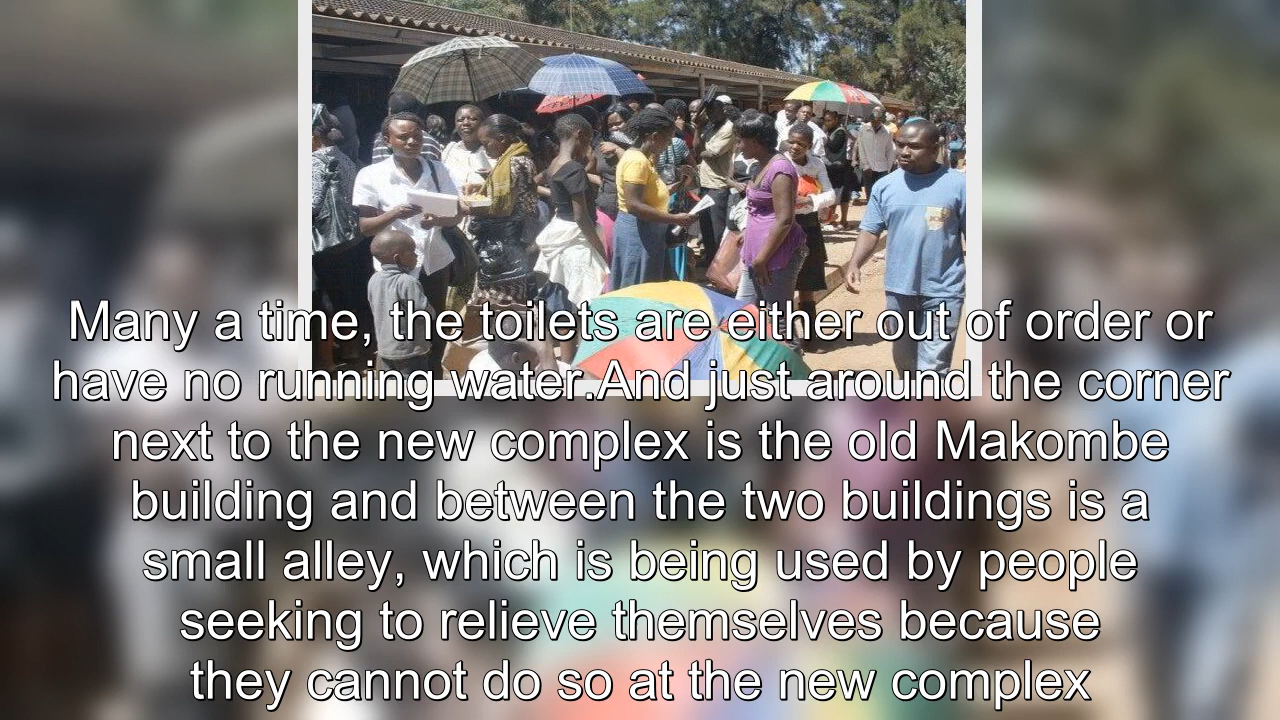 Many a time, the toilets are either out of order or
have no running water.And just around the corner
next to the new complex is the old Makombe
building and between the two buildings is a
small alley, which is being used by people
seeking to relieve themselves because
they cannot do so at the new complex